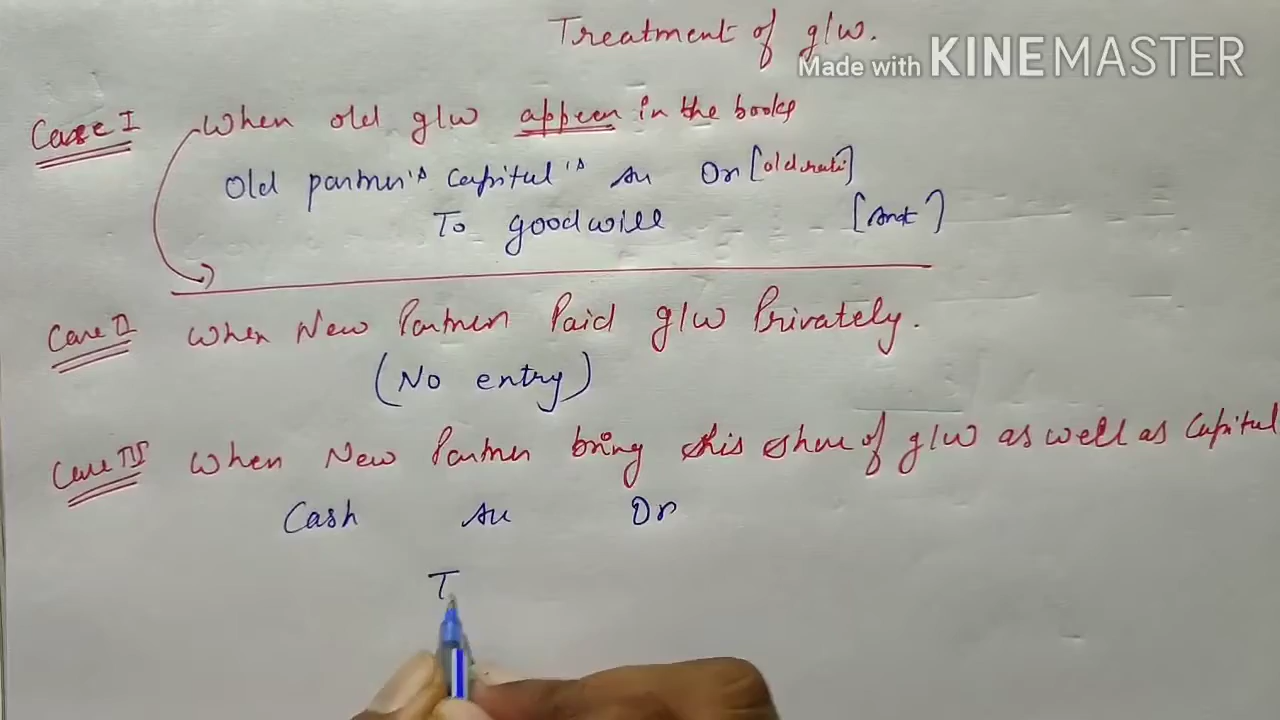 Treatment of g/w.
Made with KINEMASTER
Case I When old g/w appear in the books
Old partner's Capital's Dr [old ratio]
To goodwill
Case II When New Partner Paid g/w Privately.
(No entry)
Case III When New Partner bring his share of g/w as well as Capital
Cash Dr
T